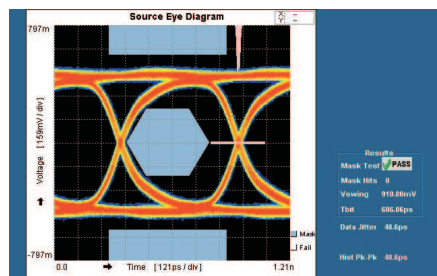 Source Eye Diagram
X: --
Y: --
797m
Voltage [159mV / div]
-797m
0.0
Time [121ps / div]
1.21n
Mask
Fail
Results
Mask Test PASS
Mask Hits 0
Vswing 910.80mV
Tbit 606.06ps
Data Jitter 48.6ps
Hist Pk-Pk 48.6ps